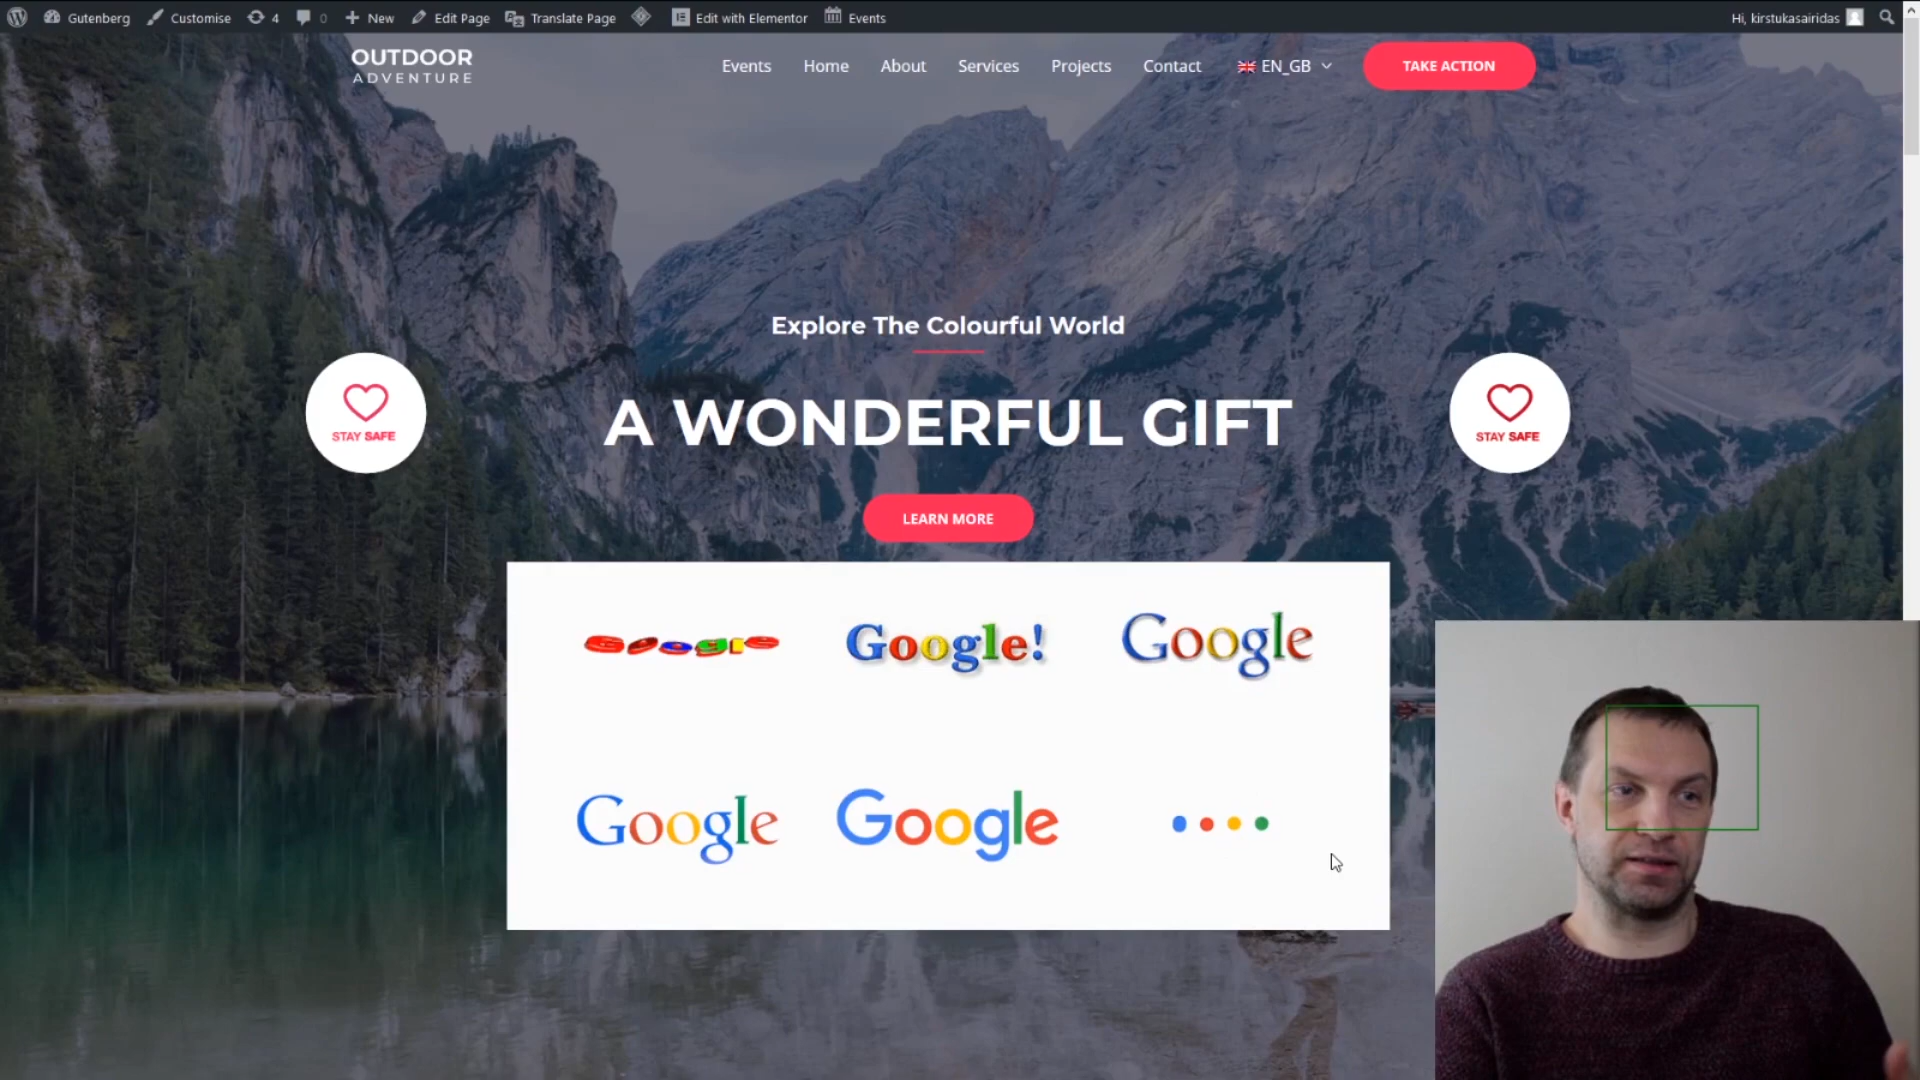 Gutenberg Customise 4 0 New Edit Page Translate Page Edit with Elementor Events Hi, kirstukasairidas
OUTDOOR
ADVENTURE
Events Home About Services Projects Contact EN_GB TAKE ACTION
Explore The Colourful World
A WONDERFUL GIFT
STAY SAFE
STAY SAFE
LEARN MORE
Google Google! Google
Google Google